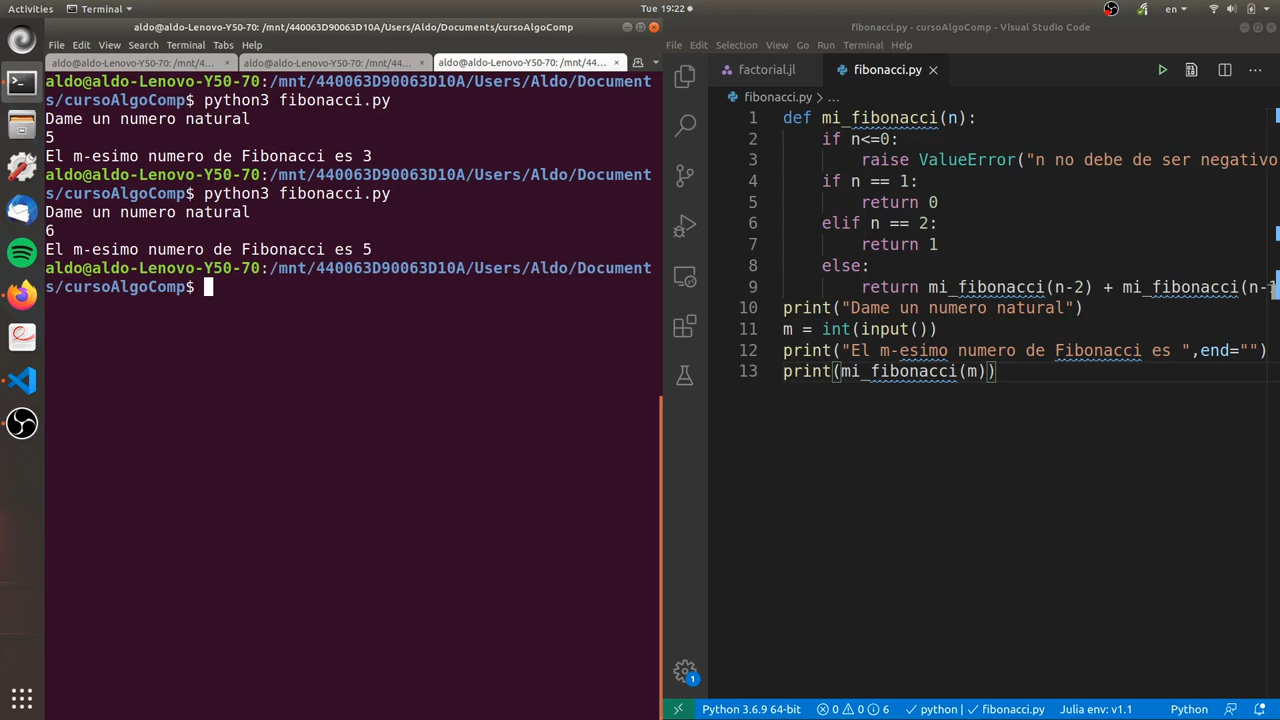 Activities Terminal Tue 19:22 en
aldo@aldo-Lenovo-Y50-70: /mnt/440063D90063D10A/Users/Aldo/Documents/cursoAlgoComp
File Edit View Search Terminal Tabs Help
aldo@aldo-Lenovo-Y50-70: /mnt/4... × aldo@aldo-Lenovo-Y50-70: /mnt/44... × aldo@aldo-Lenovo-Y50-70: /mnt/44... ×
aldo@aldo-Lenovo-Y50-70:/mnt/440063D90063D10A/Users/Aldo/Document
s/cursoAlgoComp$ python3 fibonacci.py
Dame un numero natural
5
El m-esimo numero de Fibonacci es 3
aldo@aldo-Lenovo-Y50-70:/mnt/440063D90063D10A/Users/Aldo/Document
s/cursoAlgoComp$ python3 fibonacci.py
Dame un numero natural
6
El m-esimo numero de Fibonacci es 5
aldo@aldo-Lenovo-Y50-70:/mnt/440063D90063D10A/Users/Aldo/Document
s/cursoAlgoComp$
fibonacci.py - cursoAlgoComp - Visual Studio Code
File Edit Selection View Go Run Terminal Help
factorial.jl fibonacci.py ×
fibonacci.py > ...
1 def mi_fibonacci(n):
2 if n<=0:
3 raise ValueError("n no debe de ser negativo
4 if n == 1:
5 return 0
6 elif n == 2:
7 return 1
8 else:
9 return mi_fibonacci(n-2) + mi_fibonacci(n-
10 print("Dame un numero natural")
11 m = int(input())
12 print("El m-esimo numero de Fibonacci es ",end="")
13 print(mi_fibonacci(m))
1
Python 3.6.9 64-bit 0 0 6 python | fibonacci.py Julia env: v1.1 Python